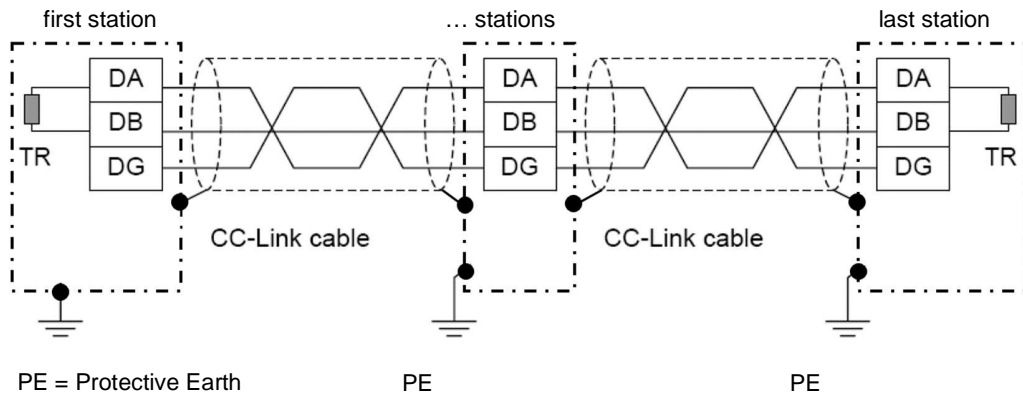 first station
… stations
last station
DA
DA
DA
DB
DB
DB
TR
DG
DG
DG
TR
CC-Link cable
CC-Link cable
PE = Protective Earth
PE
PE